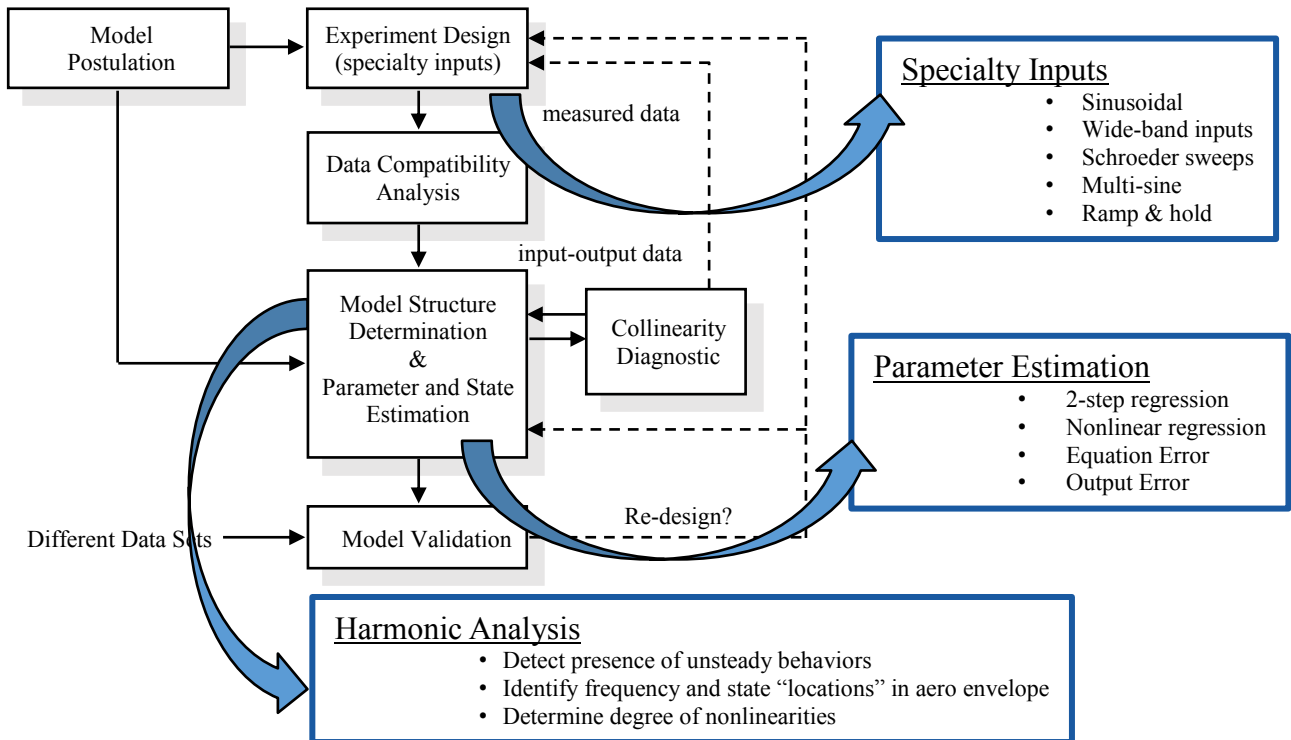 Model
Postulation
Experiment Design
(specialty inputs)
measured data
Data Compatibility
Analysis
input-output data
Model Structure
Determination
&
Parameter and State
Estimation
Collinearity
Diagnostic
Different Data Sets
Model Validation
Re-design?
Specialty Inputs
• Sinusoidal
• Wide-band inputs
• Schroeder sweeps
• Multi-sine
• Ramp & hold
Parameter Estimation
• 2-step regression
• Nonlinear regression
• Equation Error
• Output Error
Harmonic Analysis
• Detect presence of unsteady behaviors
• Identify frequency and state “locations” in aero envelope
• Determine degree of nonlinearities